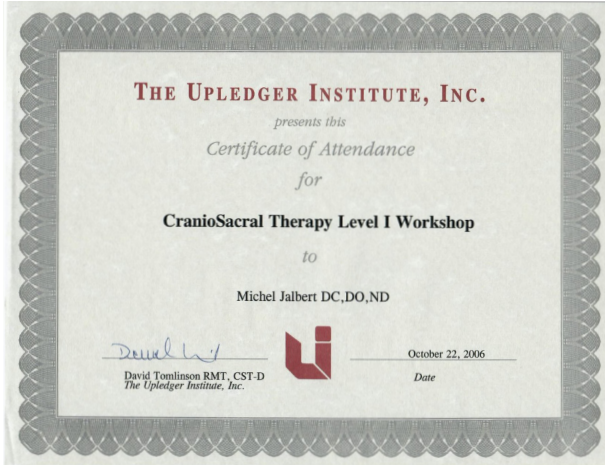 THE UPLEDGER INSTITUTE, INC.
presents this
Certificate of Attendance
for
CranioSacral Therapy Level I Workshop
to
Michel Jalbert DC,DO,ND
October 22, 2006
David Tomlinson RMT, CST-D
The Upledger Institute, Inc.
Date